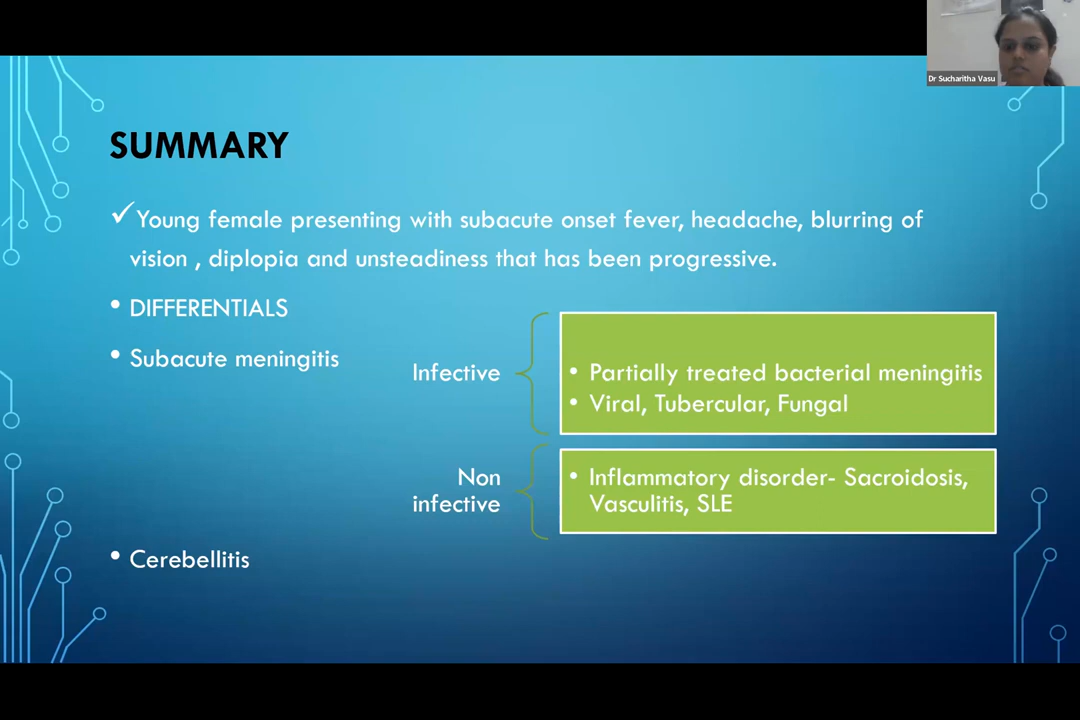 Dr Sucharitha Vasu
SUMMARY
✓Young female presenting with subacute onset fever, headache, blurring of
vision , diplopia and unsteadiness that has been progressive.
• DIFFERENTIALS
• Subacute meningitis
Infective
• Partially treated bacterial meningitis
• Viral, Tubercular, Fungal
Non
infective
• Inflammatory disorder- Sacroidosis,
Vasculitis, SLE
• Cerebellitis